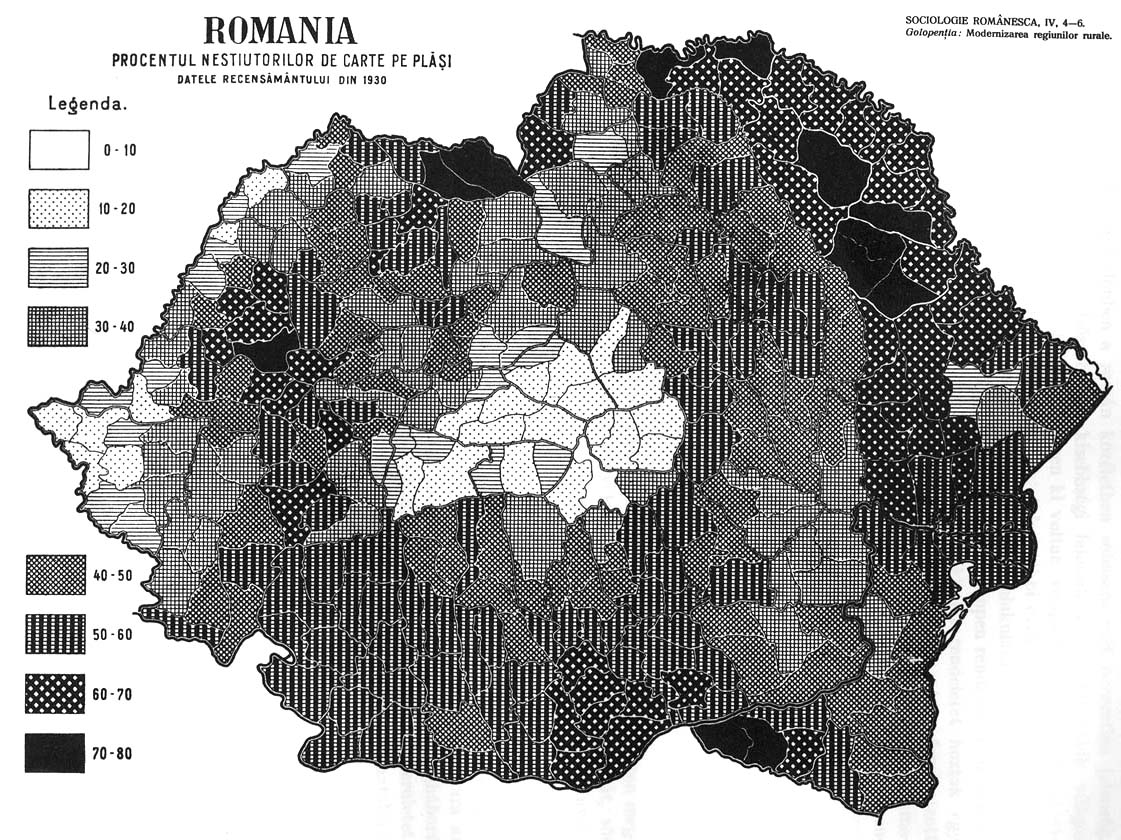 ROMANIA
PROCENTUL NESTIUTORILOR DE CARTE PE PLĂȘI
DATELE RECENSĂMÂNTULUI DIN 1930
SOCIOLOGIE ROMÂNESCA, IV, 4—6.
Golopenția: Modernizarea regiunilor rurale.
Legenda.
0 - 10
10 - 20
20 - 30
30 - 40
40 - 50
50 - 60
60 - 70
70 - 80